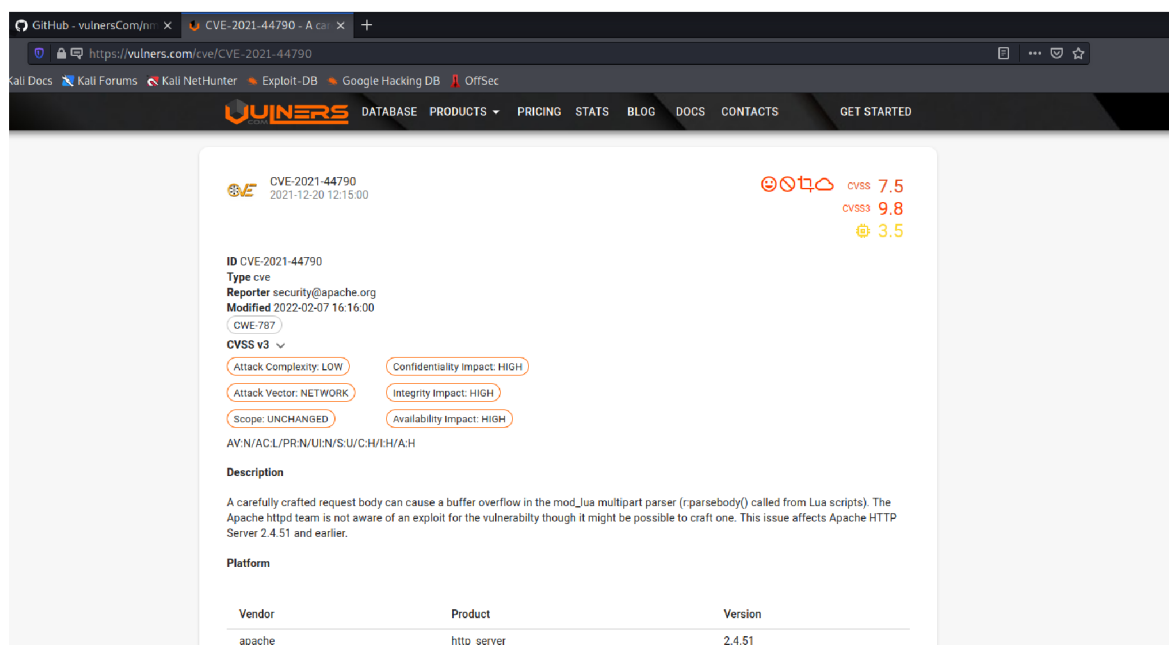 GitHub - vulnersCom/nm
CVE-2021-44790 - A ca
https://vulners.com/cve/CVE-2021-44790
Kali Docs Kali Forums Kali NetHunter Exploit-DB Google Hacking DB OffSec
VULNERS
.COM
DATABASE PRODUCTS PRICING STATS BLOG DOCS CONTACTS GET STARTED
CVE
CVE-2021-44790
2021-12-20 12:15:00
CVSS 7.5
CVSS3 9.8
3.5
ID CVE-2021-44790
Type cve
Reporter security@apache.org
Modified 2022-02-07 16:16:00
CWE-787
CVSS v3
Attack Complexity: LOW Confidentiality Impact: HIGH
Attack Vector: NETWORK Integrity Impact: HIGH
Scope: UNCHANGED Availability Impact: HIGH
AV:N/AC:L/PR:N/UI:N/S:U/C:H/I:H/A:H
Description
A carefully crafted request body can cause a buffer overflow in the mod_lua multipart parser (r:parsebody() called from Lua scripts). The
Apache httpd team is not aware of an exploit for the vulnerabilty though it might be possible to craft one. This issue affects Apache HTTP
Server 2.4.51 and earlier.
Platform
Vendor Product Version
apache http_server 2.4.51